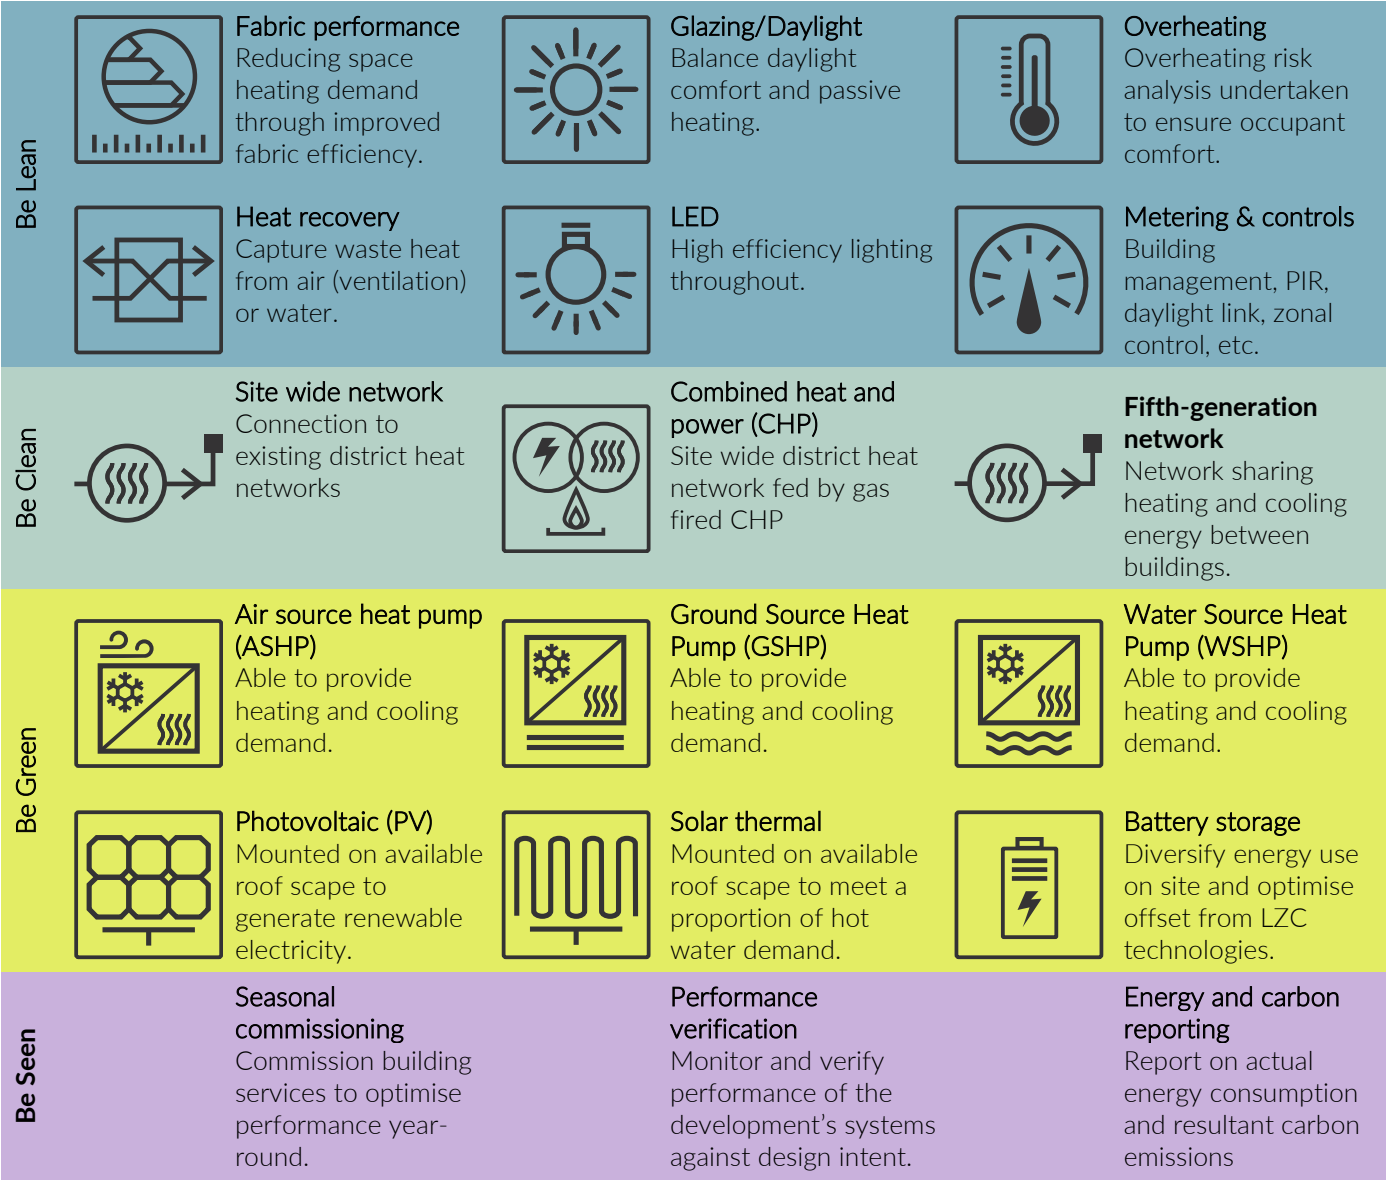 Be Lean
Fabric performance
Reducing space
heating demand
through improved
fabric efficiency.
Glazing/Daylight
Balance daylight
comfort and passive
heating.
Overheating
Overheating risk
analysis undertaken
to ensure occupant
comfort.
Heat recovery
Capture waste heat
from air (ventilation)
or water.
LED
High efficiency lighting
throughout.
Metering & controls
Building
management, PIR,
daylight link, zonal
control, etc.
Be Clean
Site wide network
Connection to
existing district heat
networks
Combined heat and
power (CHP)
Site wide district heat
network fed by gas
fired CHP
Fifth-generation
network
Network sharing
heating and cooling
energy between
buildings.
Be Green
Air source heat pump
(ASHP)
Able to provide
heating and cooling
demand.
Ground Source Heat
Pump (GSHP)
Able to provide
heating and cooling
demand.
Water Source Heat
Pump (WSHP)
Able to provide
heating and cooling
demand.
Photovoltaic (PV)
Mounted on available
roof scape to
generate renewable
electricity.
Solar thermal
Mounted on available
roof scape to meet a
proportion of hot
water demand.
Battery storage
Diversify energy use
on site and optimise
offset from LZC
technologies.
Be Seen
Seasonal
commissioning
Commission building
services to optimise
performance year-
round.
Performance
verification
Monitor and verify
performance of the
development’s systems
against design intent.
Energy and carbon
reporting
Report on actual
energy consumption
and resultant carbon
emissions